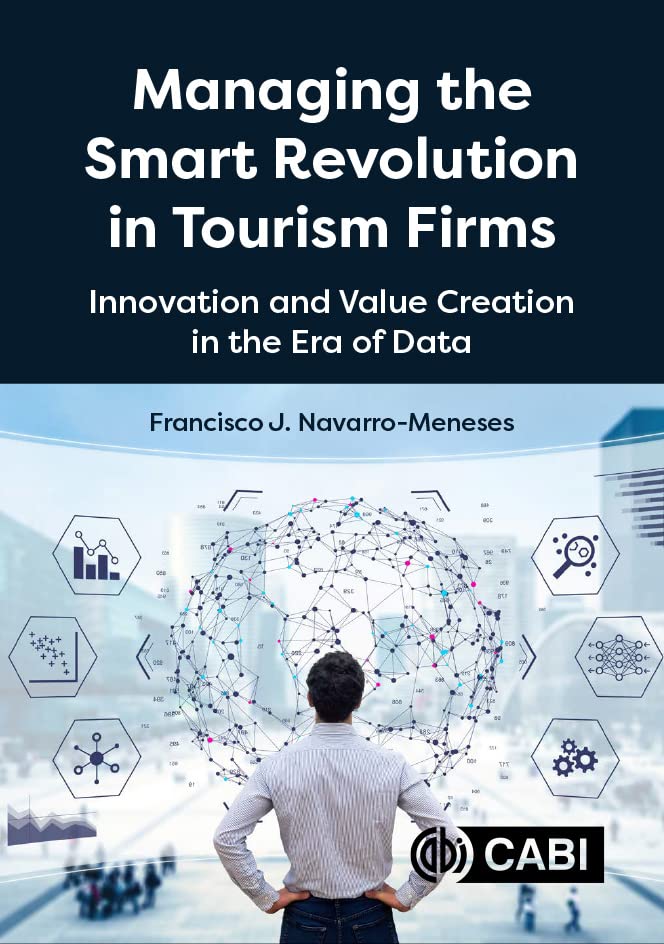 Managing the
Smart Revolution
in Tourism Firms
Innovation and Value Creation
in the Era of Data
Francisco J. Navarro-Meneses
CABI